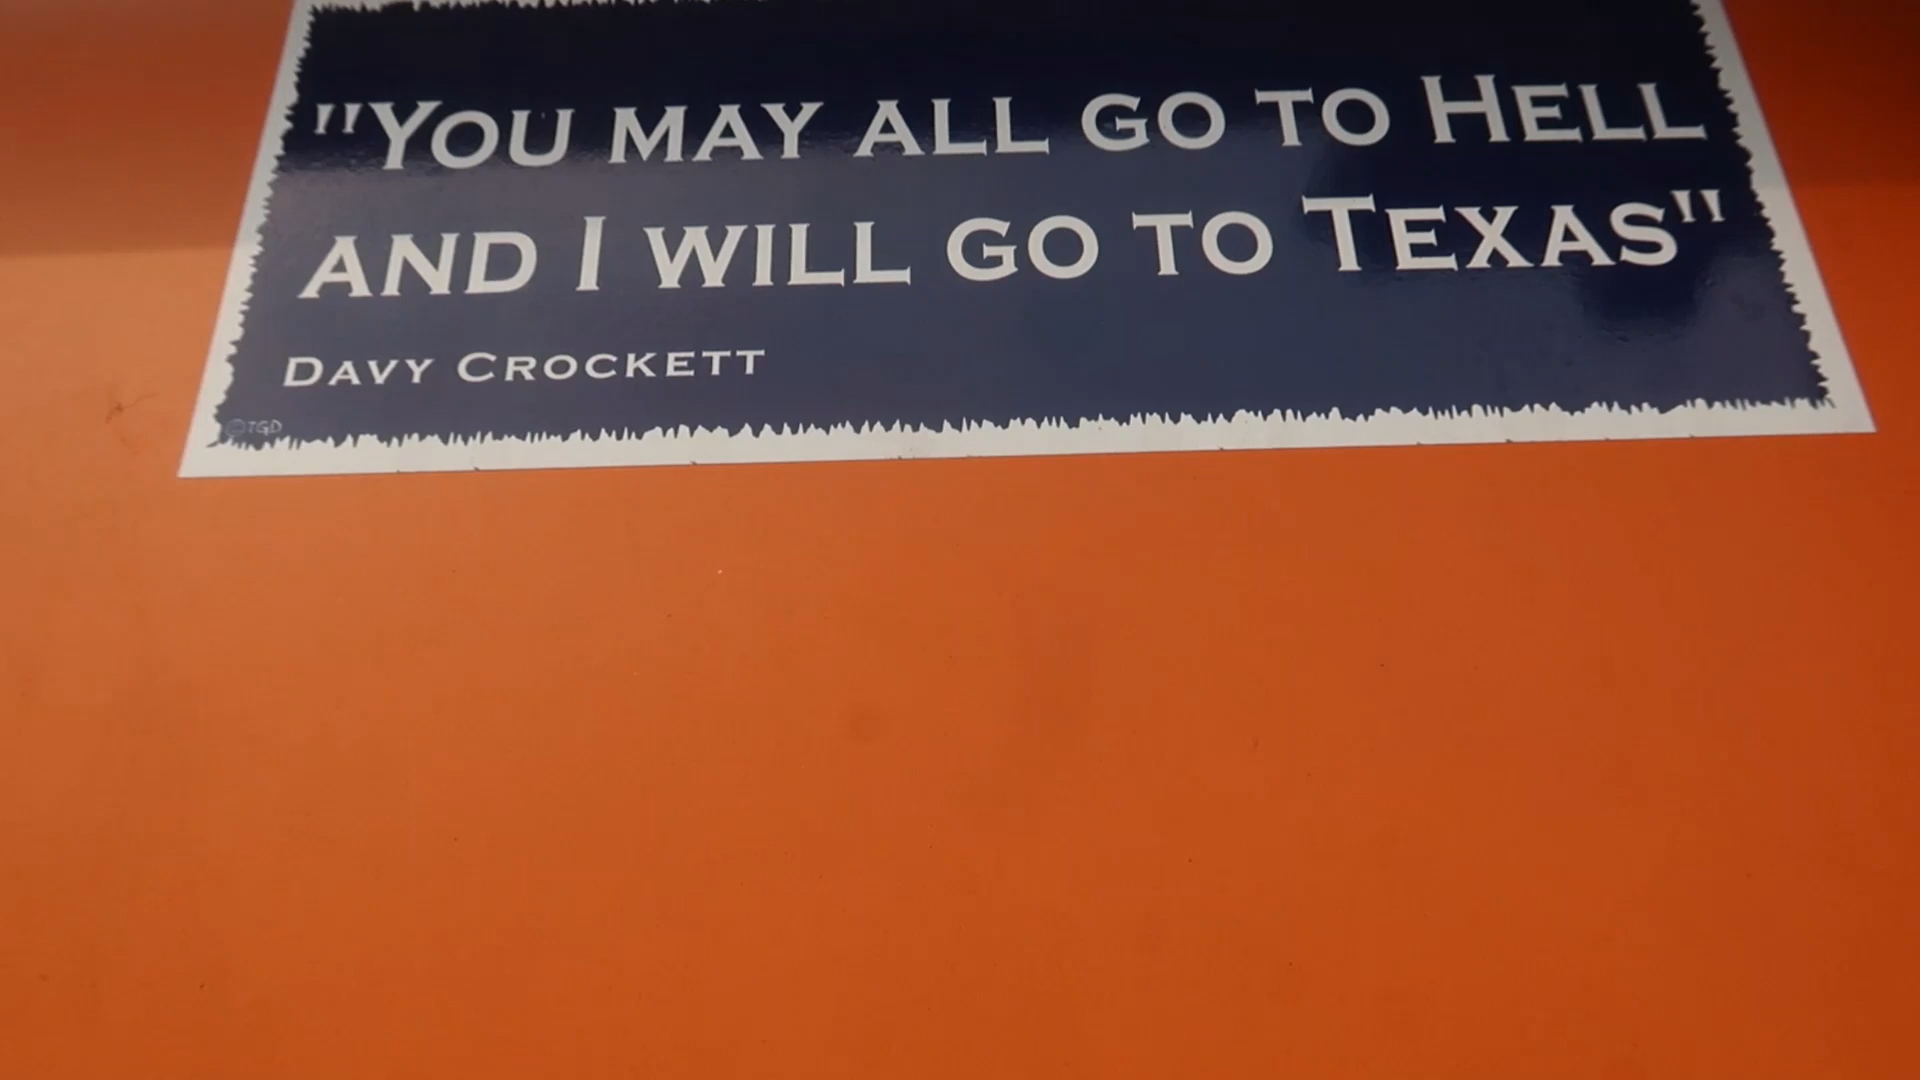 "You may all go to Hell
and I will go to Texas"
Davy Crockett
©TGD